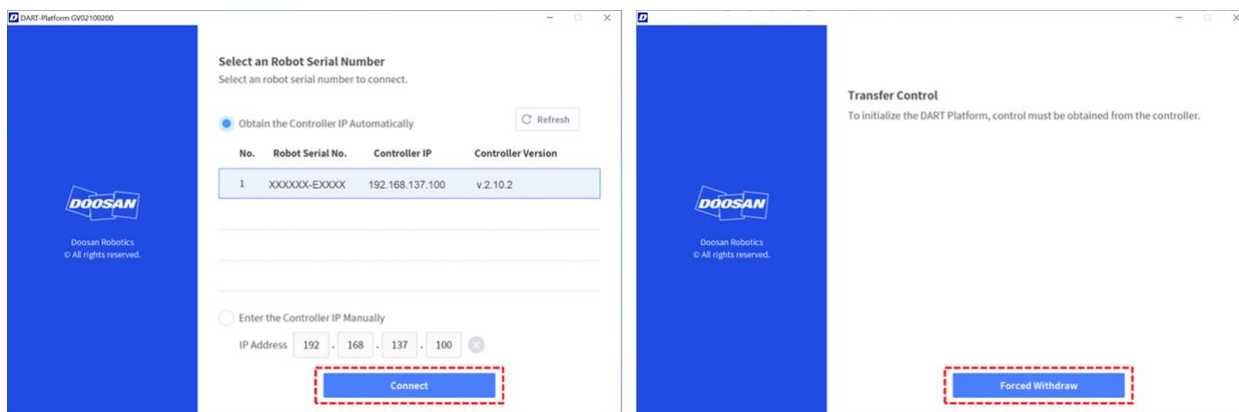 DART-Platform GV02100200
Select an Robot Serial Number
Select an robot serial number to connect.
Obtain the Controller IP Automatically
Refresh
No. Robot Serial No. Controller IP Controller Version
1 XXXXXX-EXXXX 192.168.137.100 v.2.10.2
DOOSAN
Doosan Robotics
© All rights reserved.
Enter the Controller IP Manually
IP Address 192 . 168 . 137 . 100
Connect
Transfer Control
To initialize the DART Platform, control must be obtained from the controller.
DOOSAN
Doosan Robotics
© All rights reserved.
Forced Withdraw